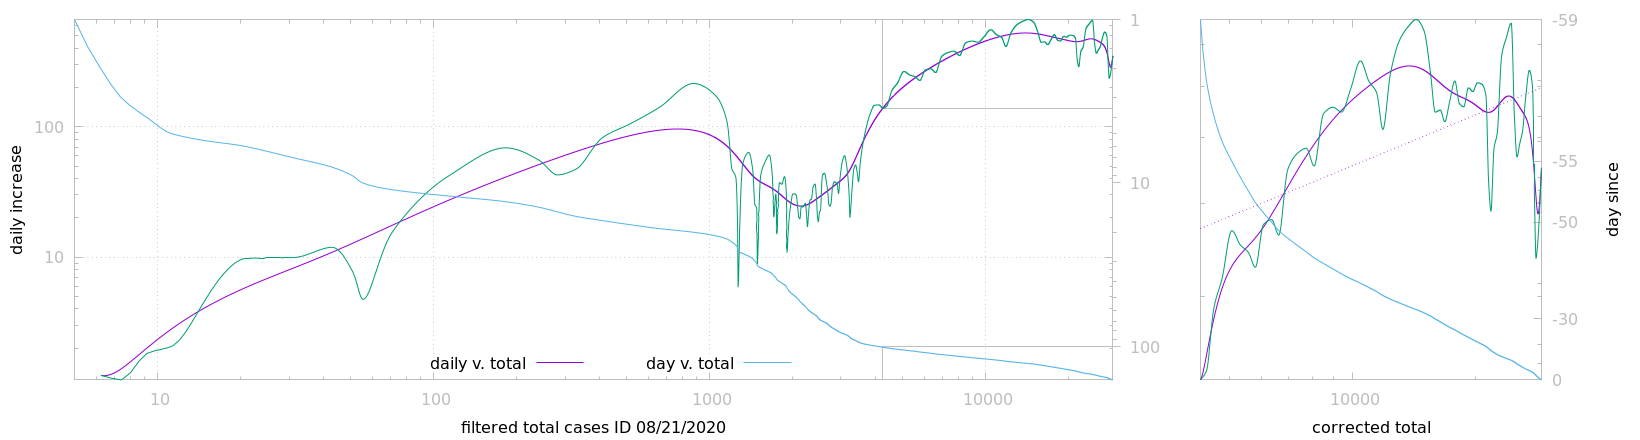 daily increase
100
10
10
100
1000
10000
1
10
100
daily v. total
day v. total
filtered total cases ID 08/21/2020
10000
corrected total
-59
-55
-50
-30
0
day since